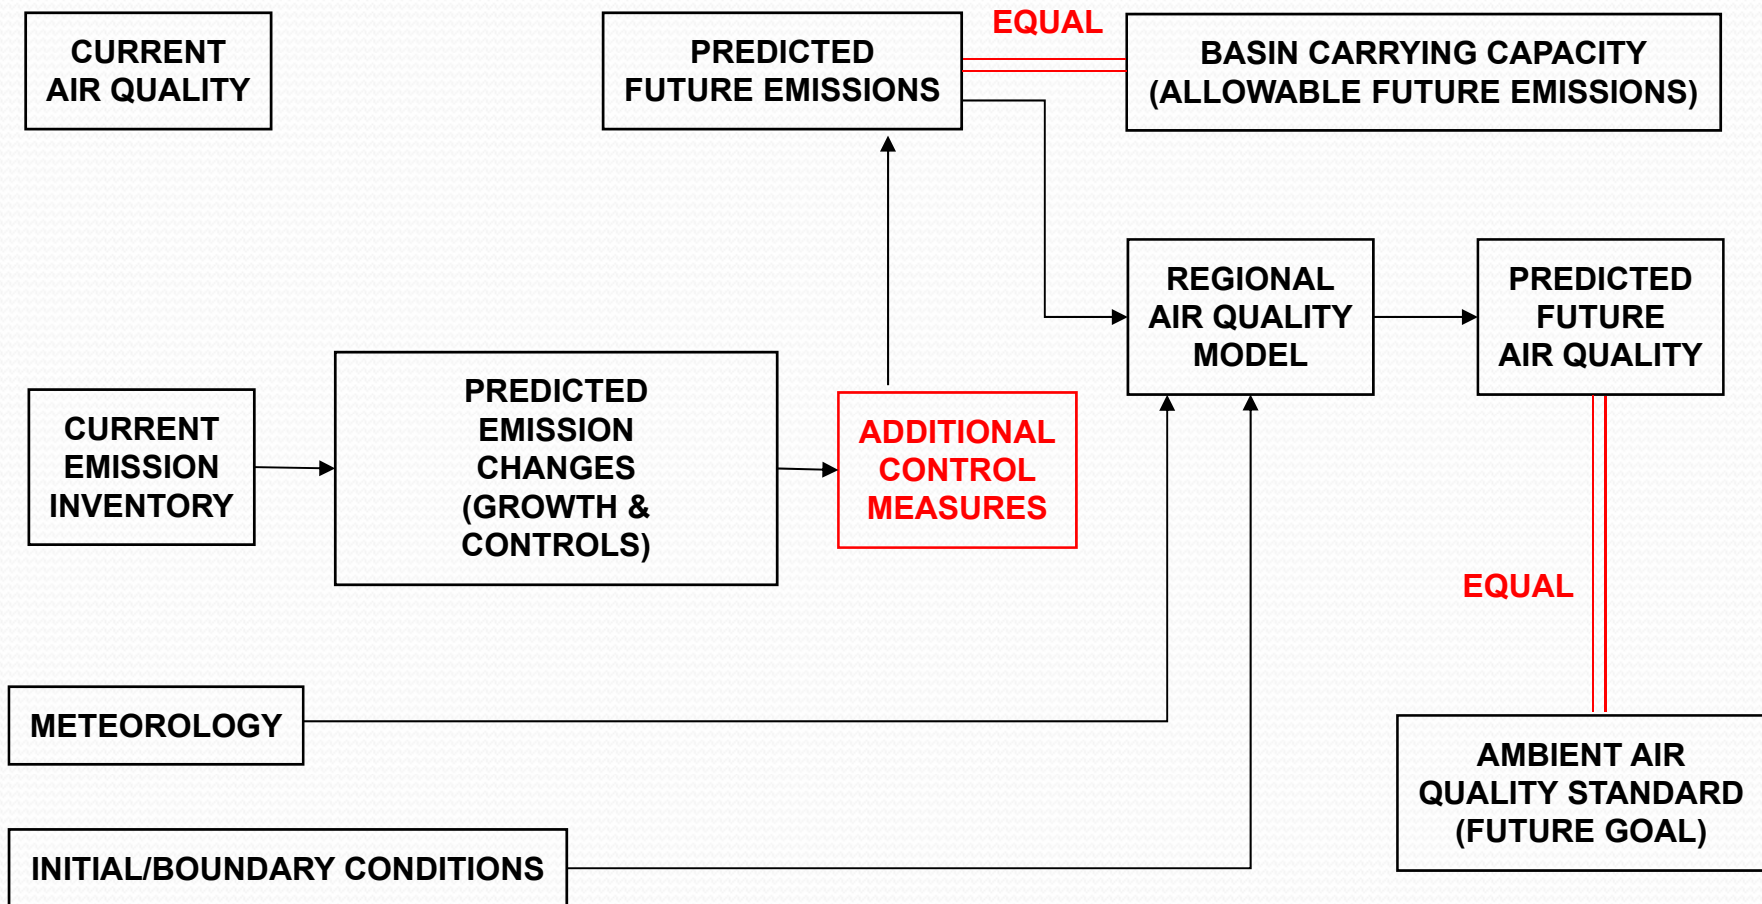 CURRENT
AIR QUALITY
PREDICTED
FUTURE EMISSIONS
EQUAL
BASIN CARRYING CAPACITY
(ALLOWABLE FUTURE EMISSIONS)
REGIONAL
AIR QUALITY
MODEL
PREDICTED
FUTURE
AIR QUALITY
CURRENT
EMISSION
INVENTORY
PREDICTED
EMISSION
CHANGES
(GROWTH &
CONTROLS)
ADDITIONAL
CONTROL
MEASURES
EQUAL
METEOROLOGY
AMBIENT AIR
QUALITY STANDARD
(FUTURE GOAL)
INITIAL/BOUNDARY CONDITIONS